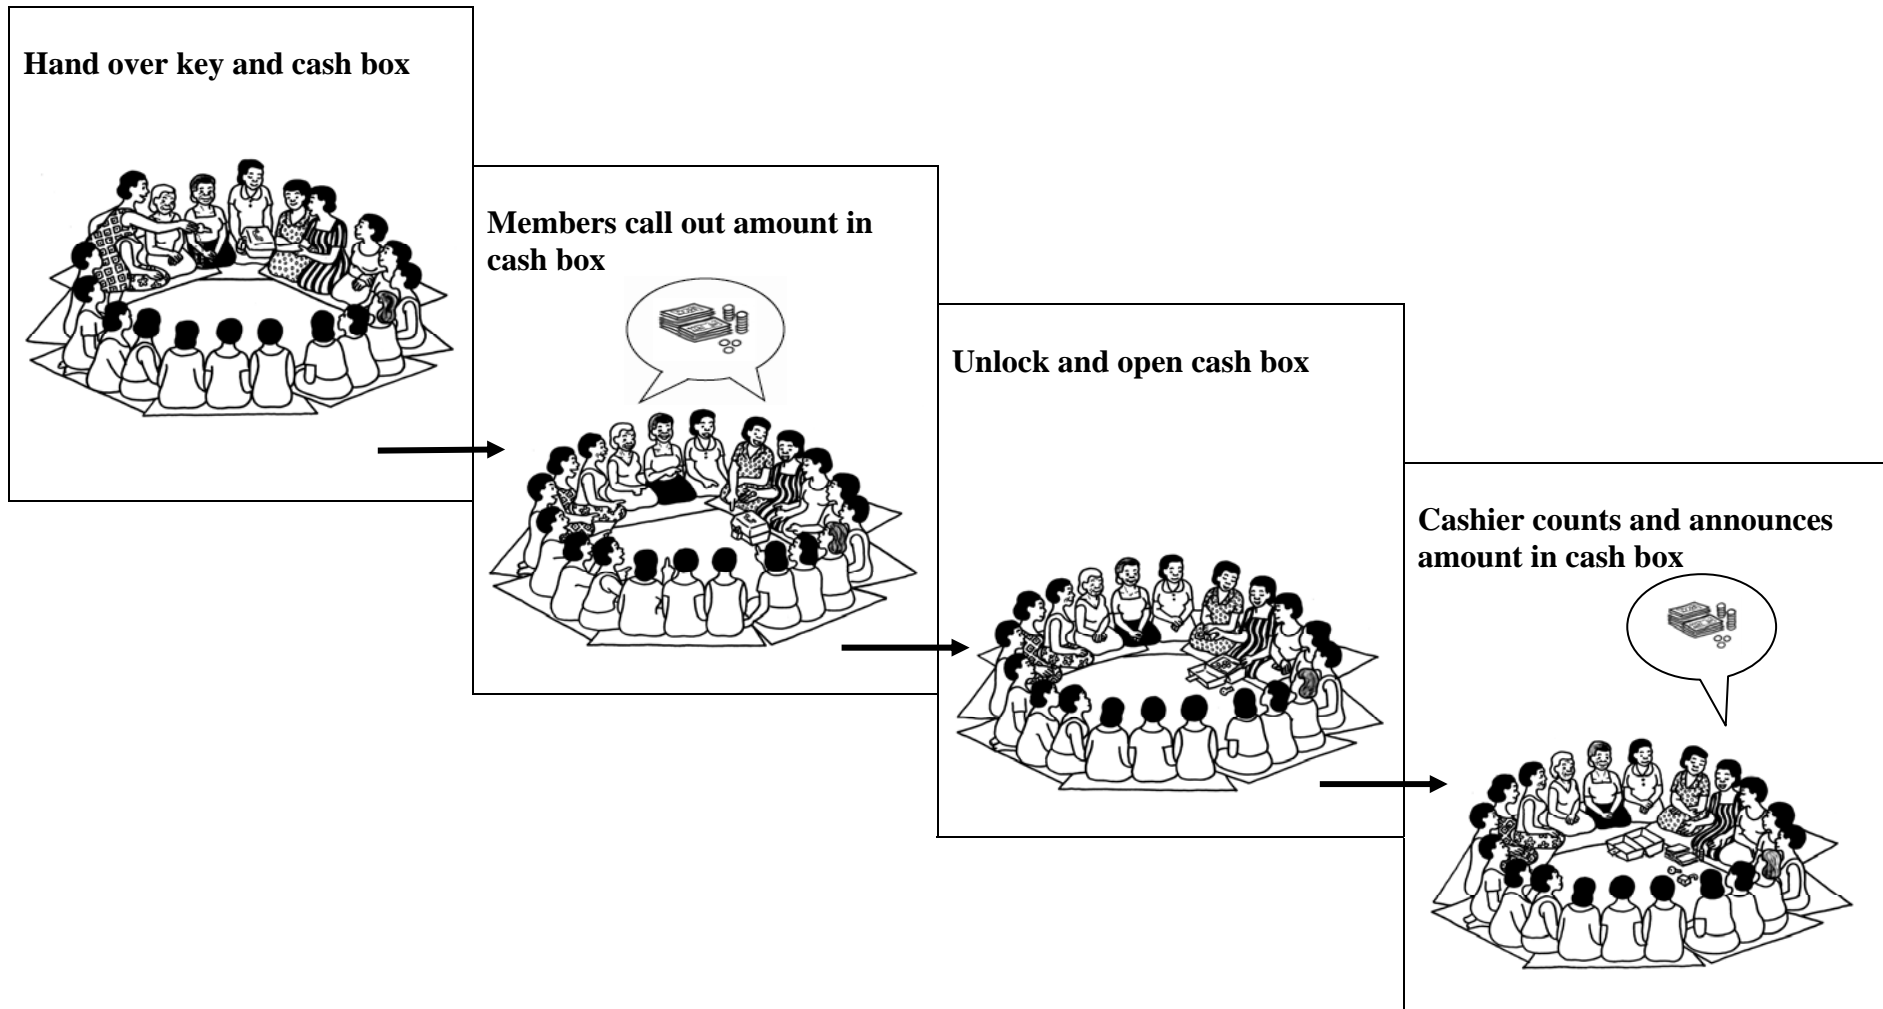 Hand over key and cash box
Members call out amount in
cash box
Unlock and open cash box
Cashier counts and announces
amount in cash box